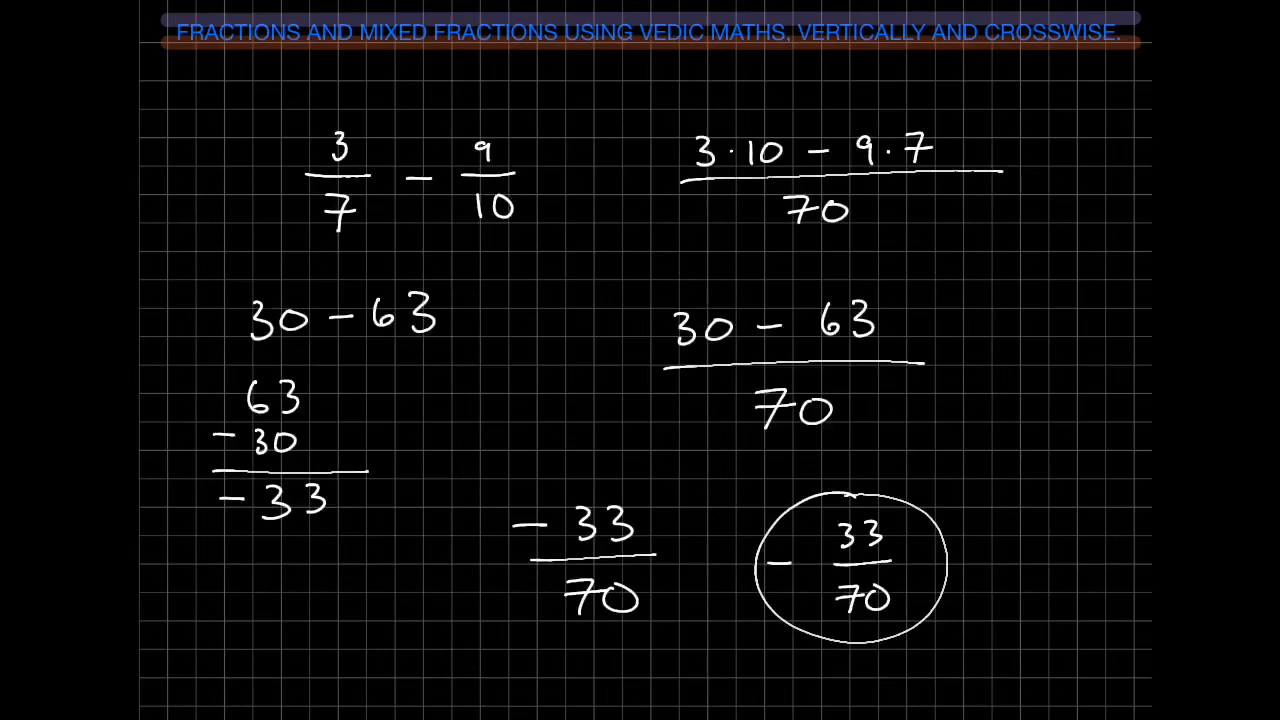 FRACTIONS AND MIXED FRACTIONS USING VEDIC MATHS, VERTICALLY AND CROSSWISE.
3/7 - 9/10
3·10 - 9·7
70
30 - 63
63
- 30
- 33
30 - 63
70
- 33
70
- 33/70